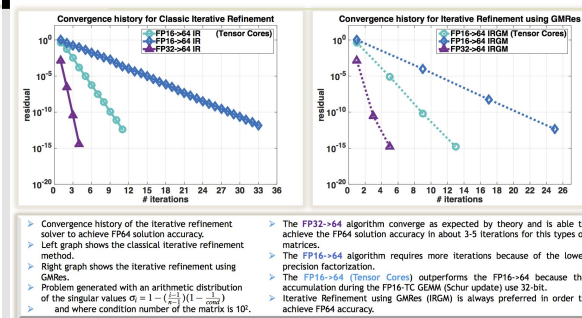 Convergence history for Classic Iterative Refinement
FP16->64 IR (Tensor Cores)
FP16->64 IR
FP32->64 IR
10^0
10^-5
10^-10
10^-15
10^-20
residual
0 3 6 9 12 15 18 21 24 27 30 33 36
# iterations
Convergence history for Iterative Refinement using GMRes
FP16->64 IRGM (Tensor Cores)
FP16->64 IRGM
FP32->64 IRGM
10^0
10^-5
10^-10
10^-15
10^-20
residual
0 2 4 6 8 10 12 14 16 18 20 22 24 26
# iterations
➢ Convergence history of the iterative refinement
solver to achieve FP64 solution accuracy.
➢ Left graph shows the classical iterative refinement
method.
➢ Right graph shows the iterative refinement using
GMRes.
➢ Problem generated with an arithmetic distribution
of the singular values σ_i = 1 − ((i−1)/(n−1))(1 − 1/cond)
➢ and where condition number of the matrix is 10².
➢ The FP32->64 algorithm converge as expected by theory and is able t
achieve the FP64 solution accuracy in about 3-5 iterations for this types o
matrices.
➢ The FP16->64 algorithm requires more iterations because of the lowe
precision factorization.
➢ The FP16->64 (Tensor Cores) outperforms the FP16->64 because th
accumulation during the FP16-TC GEMM (Schur update) use 32-bit.
➢ Iterative Refinement using GMRes (IRGM) is always preferred in order t
achieve FP64 accuracy.